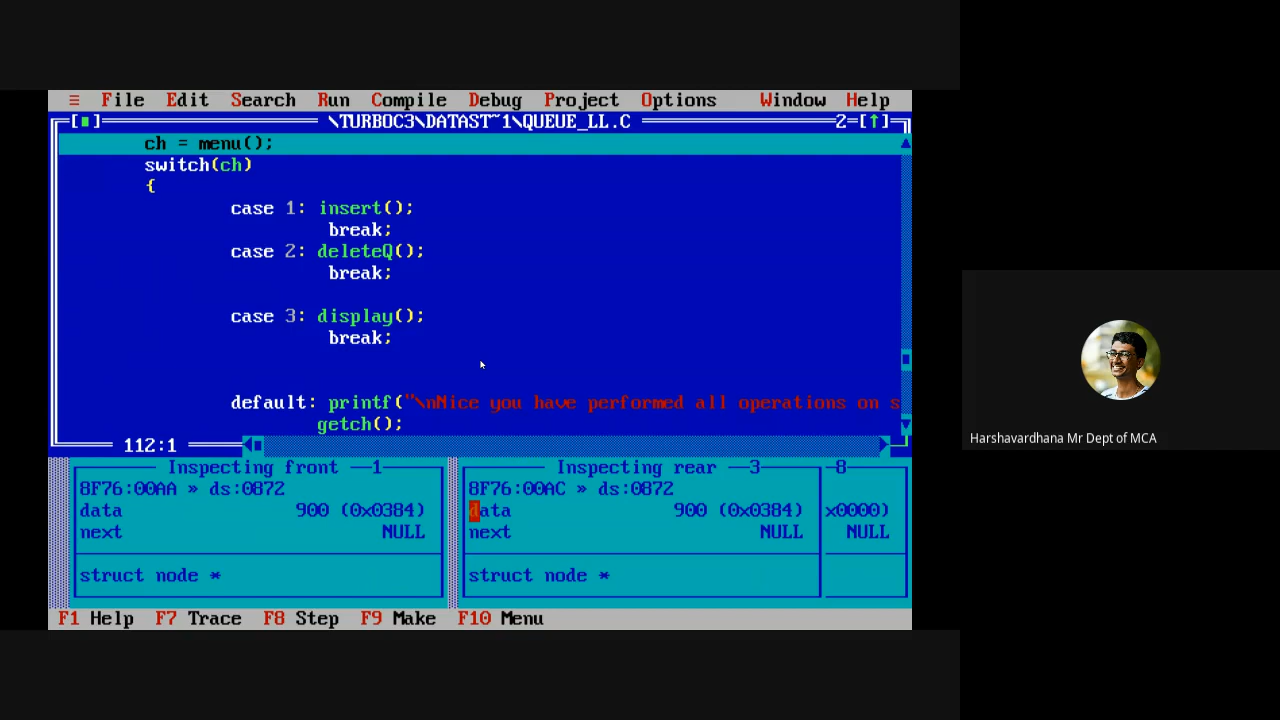 ≡ File Edit Search Run Compile Debug Project Options Window Help
[■] \TURBOC3\DATAST~1\QUEUE_LL.C 2=[↑]
ch = menu();
switch(ch)
{
case 1: insert();
break;
case 2: deleteQ();
break;
case 3: display();
break;
default: printf("\nNice you have performed all operations on s
getch();
112:1
Inspecting front 1
8F76:00AA » ds:0872
data 900 (0x0384)
next NULL
struct node *
Inspecting rear 3
8F76:00AC » ds:0872
data 900 (0x0384)
next NULL
struct node *
8
x0000)
NULL
F1 Help F7 Trace F8 Step F9 Make F10 Menu
Harshavardhana Mr Dept of MCA